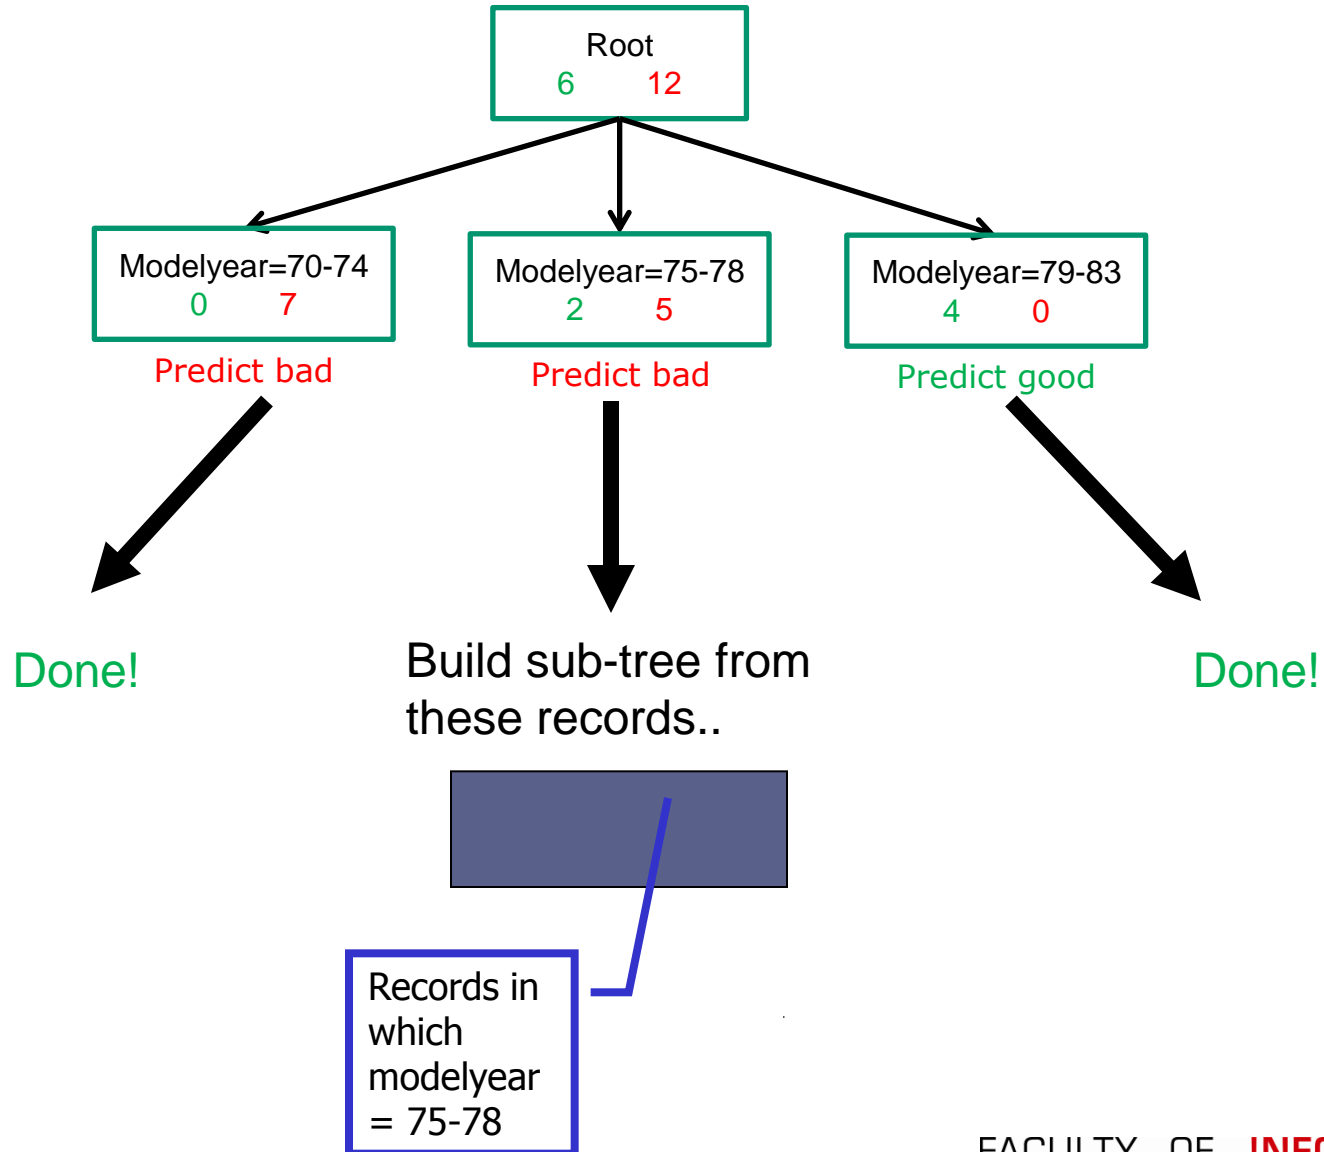 Root
6 12
Modelyear=70-74
0 7
Modelyear=75-78
2 5
Modelyear=79-83
4 0
Predict bad
Predict bad
Predict good
Done!
Build sub-tree from
these records..
Done!
Records in
which
modelyear
= 75-78
FACULTY OF